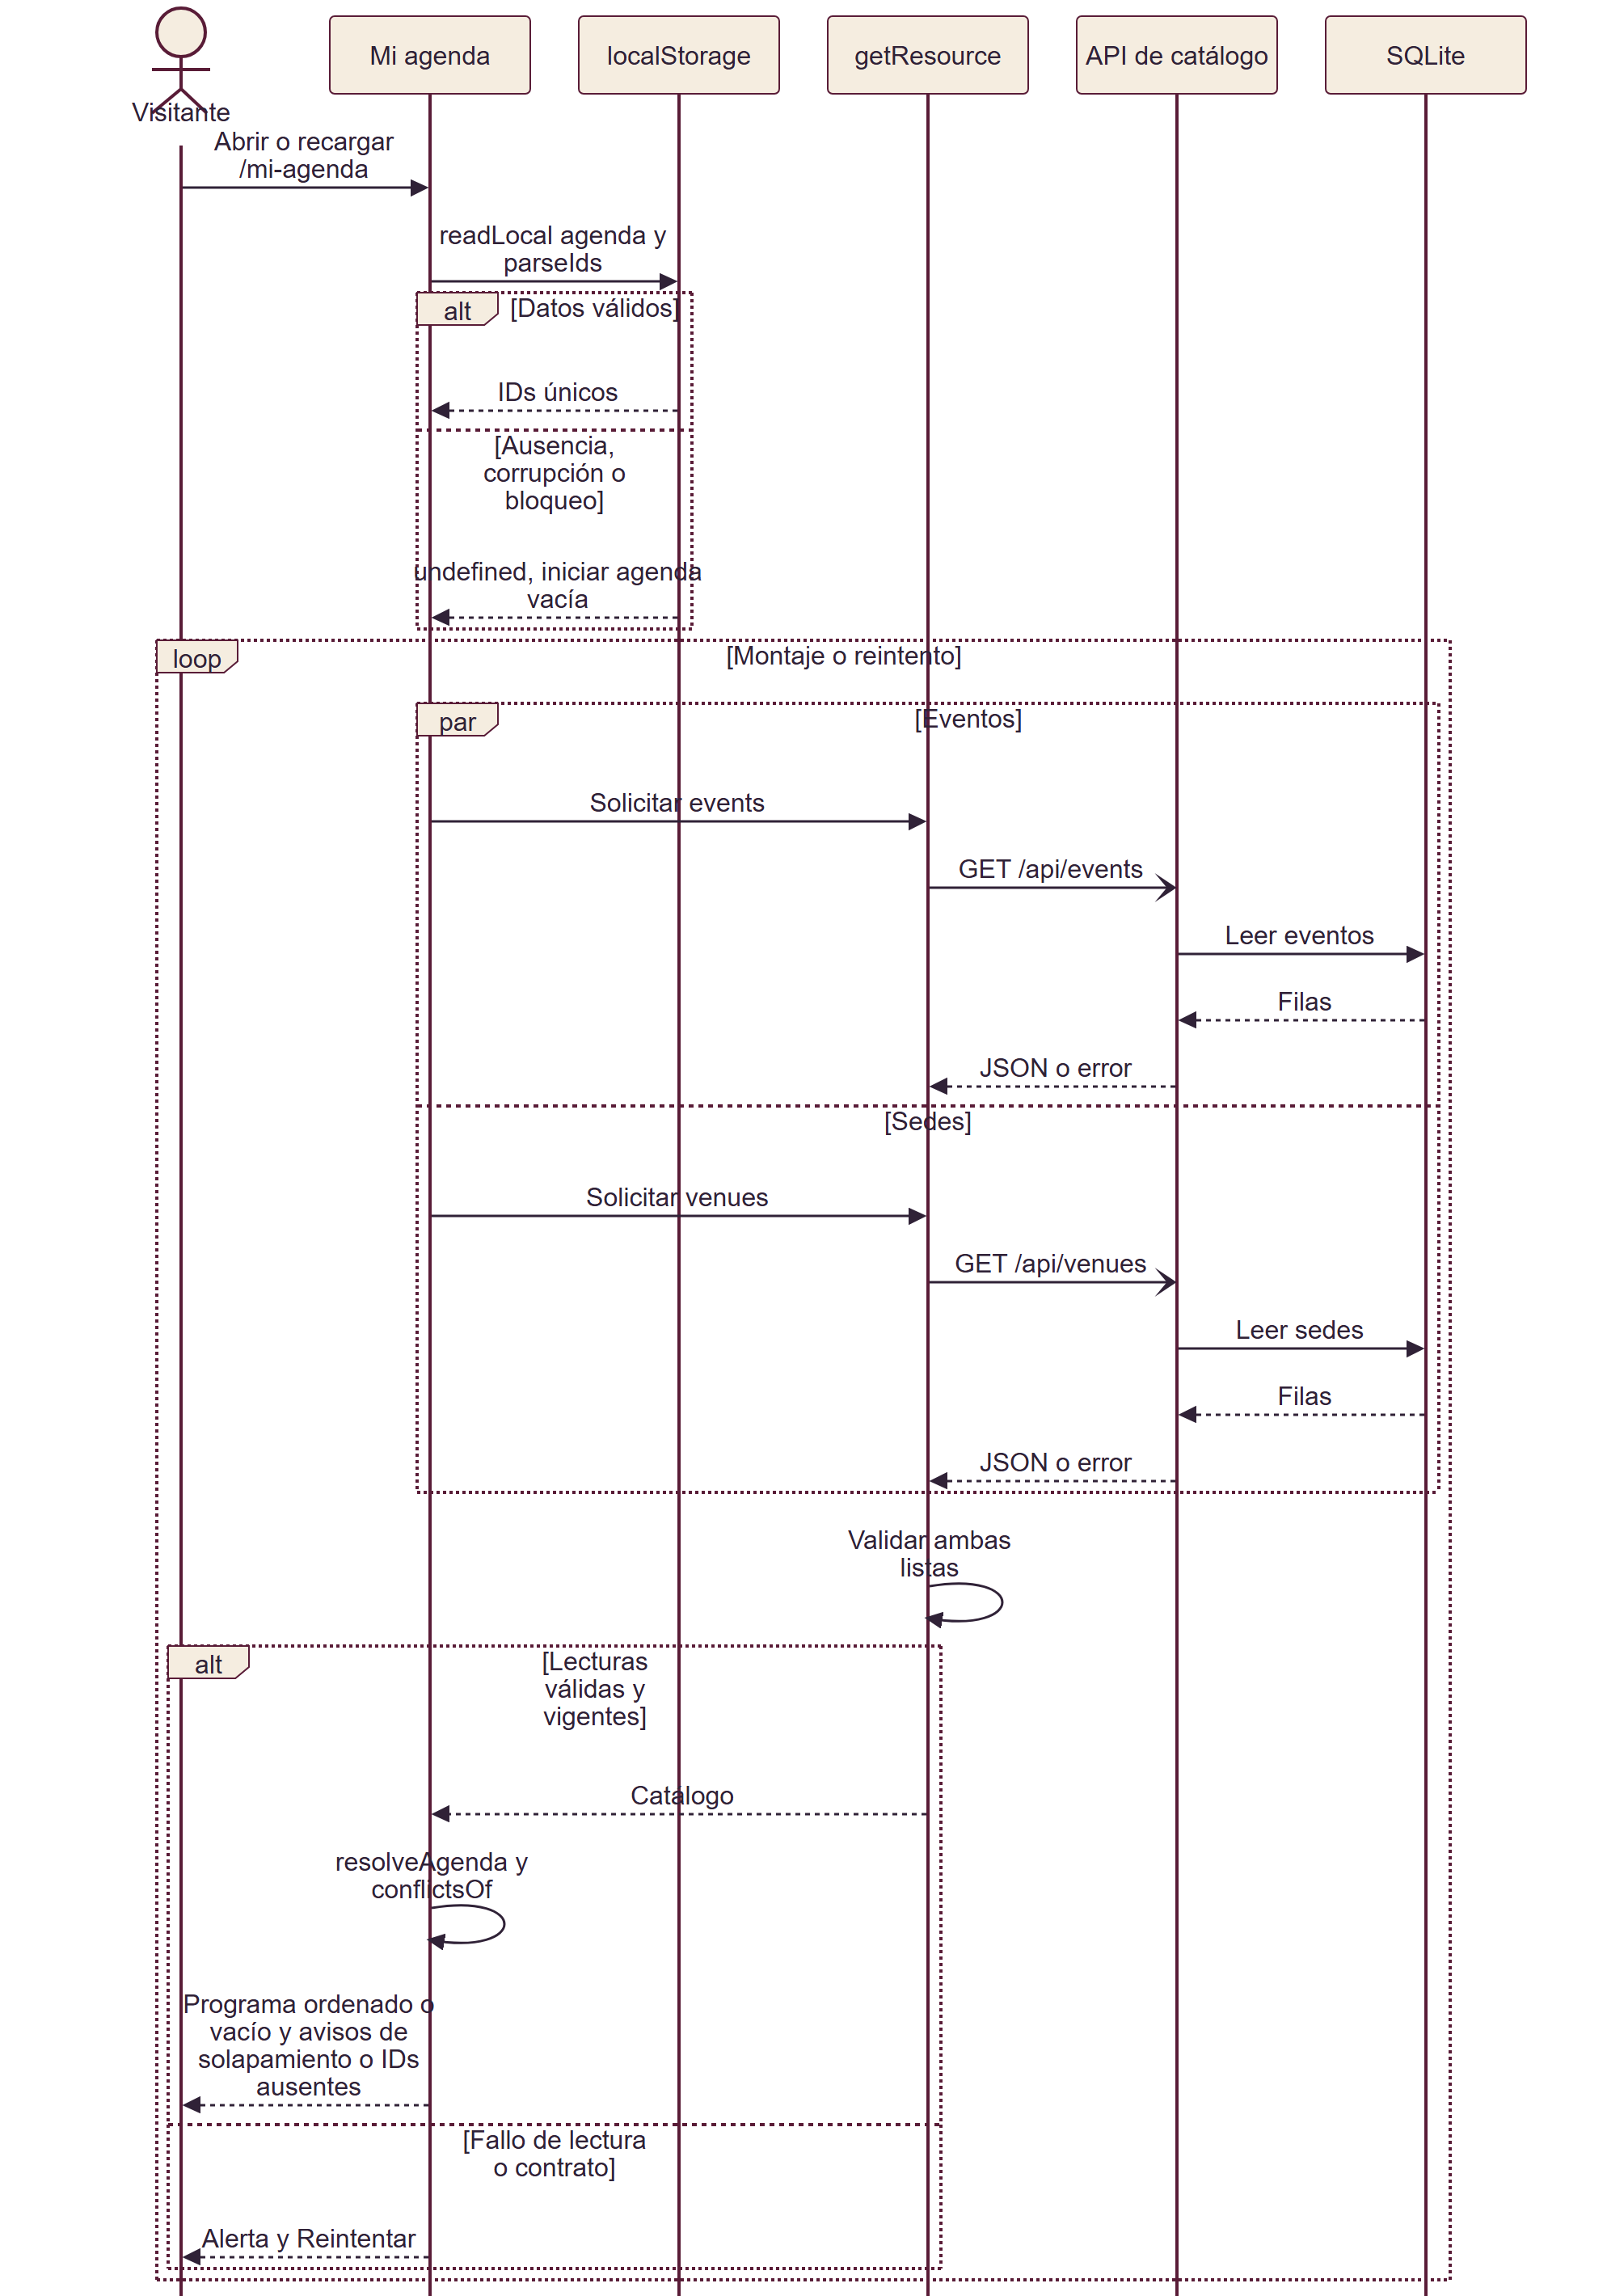 Visitante
Mi agenda
localStorage
getResource
API de catálogo
SQLite
Abrir o recargar
/mi-agenda
readLocal agenda y
parseIds
alt
[Datos válidos]
IDs únicos
[Ausencia,
corrupción o
bloqueo]
undefined, iniciar agenda
vacía
loop
[Montaje o reintento]
par
[Eventos]
Solicitar events
GET /api/events
Leer eventos
Filas
JSON o error
[Sedes]
Solicitar venues
GET /api/venues
Leer sedes
Filas
JSON o error
Validar ambas
listas
alt
[Lecturas
válidas y
vigentes]
Catálogo
resolveAgenda y
conflictsOf
Programa ordenado o
vacío y avisos de
solapamiento o IDs
ausentes
[Fallo de lectura
o contrato]
Alerta y Reintentar